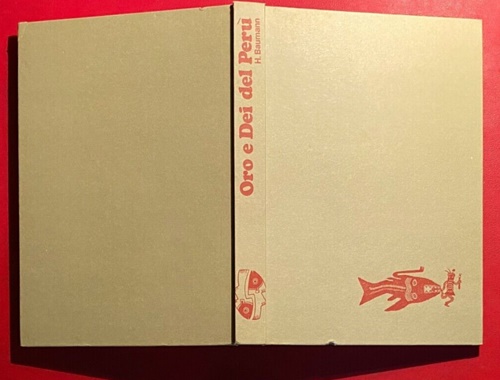 Oro e Dei del Perù
H. Baumann